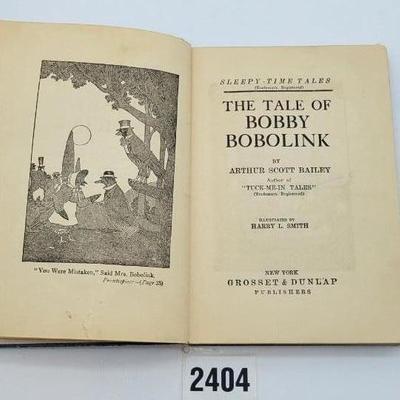 "You Were Mistaken," Said Mrs. Bobolink.
Frontispiece—(Page 35)
SLEEPY-TIME TALES
(Trademark Registered)
THE TALE OF
BOBBY
BOBOLINK
BY
ARTHUR SCOTT BAILEY
Author of
"TUCK-ME-IN TALES"
(Trademark Registered)
ILLUSTRATED BY
HARRY L. SMITH
NEW YORK
GROSSET & DUNLAP
PUBLISHERS
2404